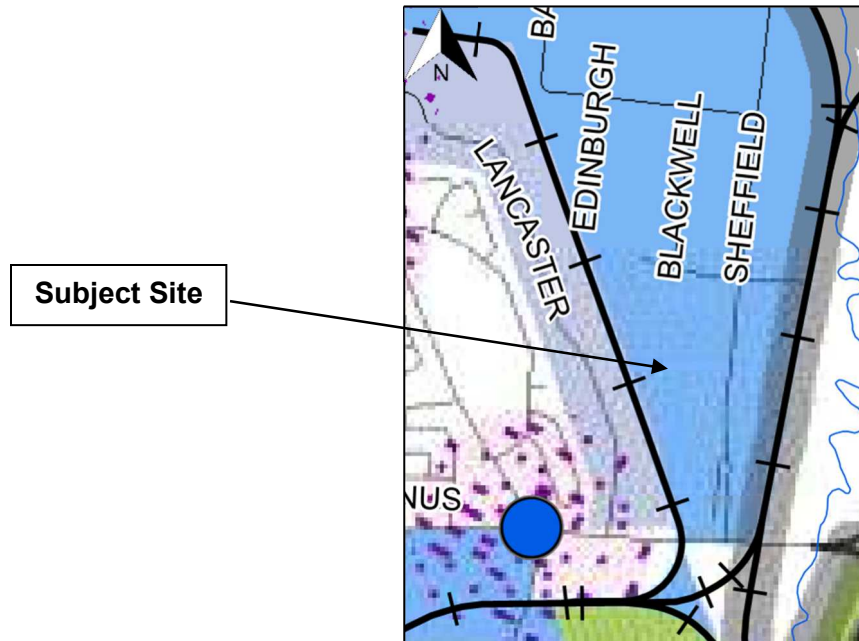 BA
N
EDINBURGH
LANCASTER
BLACKWELL
SHEFFIELD
Subject Site
NUS